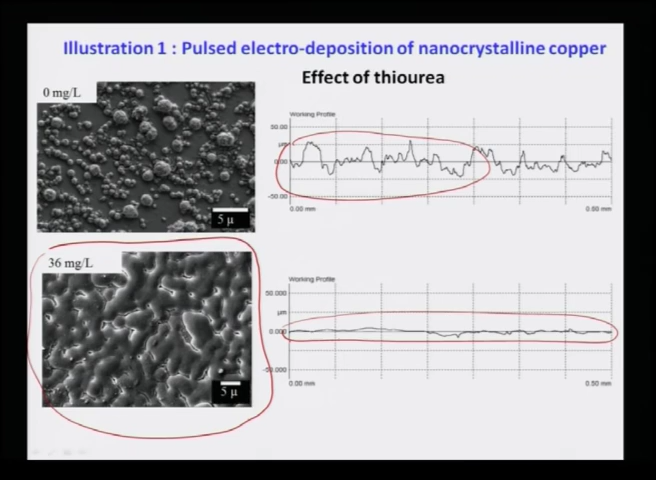 Illustration 1 : Pulsed electro-deposition of nanocrystalline copper
Effect of thiourea
0 mg/L
5 μ
Working Profile
50.00
μm
0.00
-50.00
0.00 mm
0.50 mm
36 mg/L
5 μ
Working Profile
50.000
μm
0.000
-50.000
0.00 mm
0.50 mm